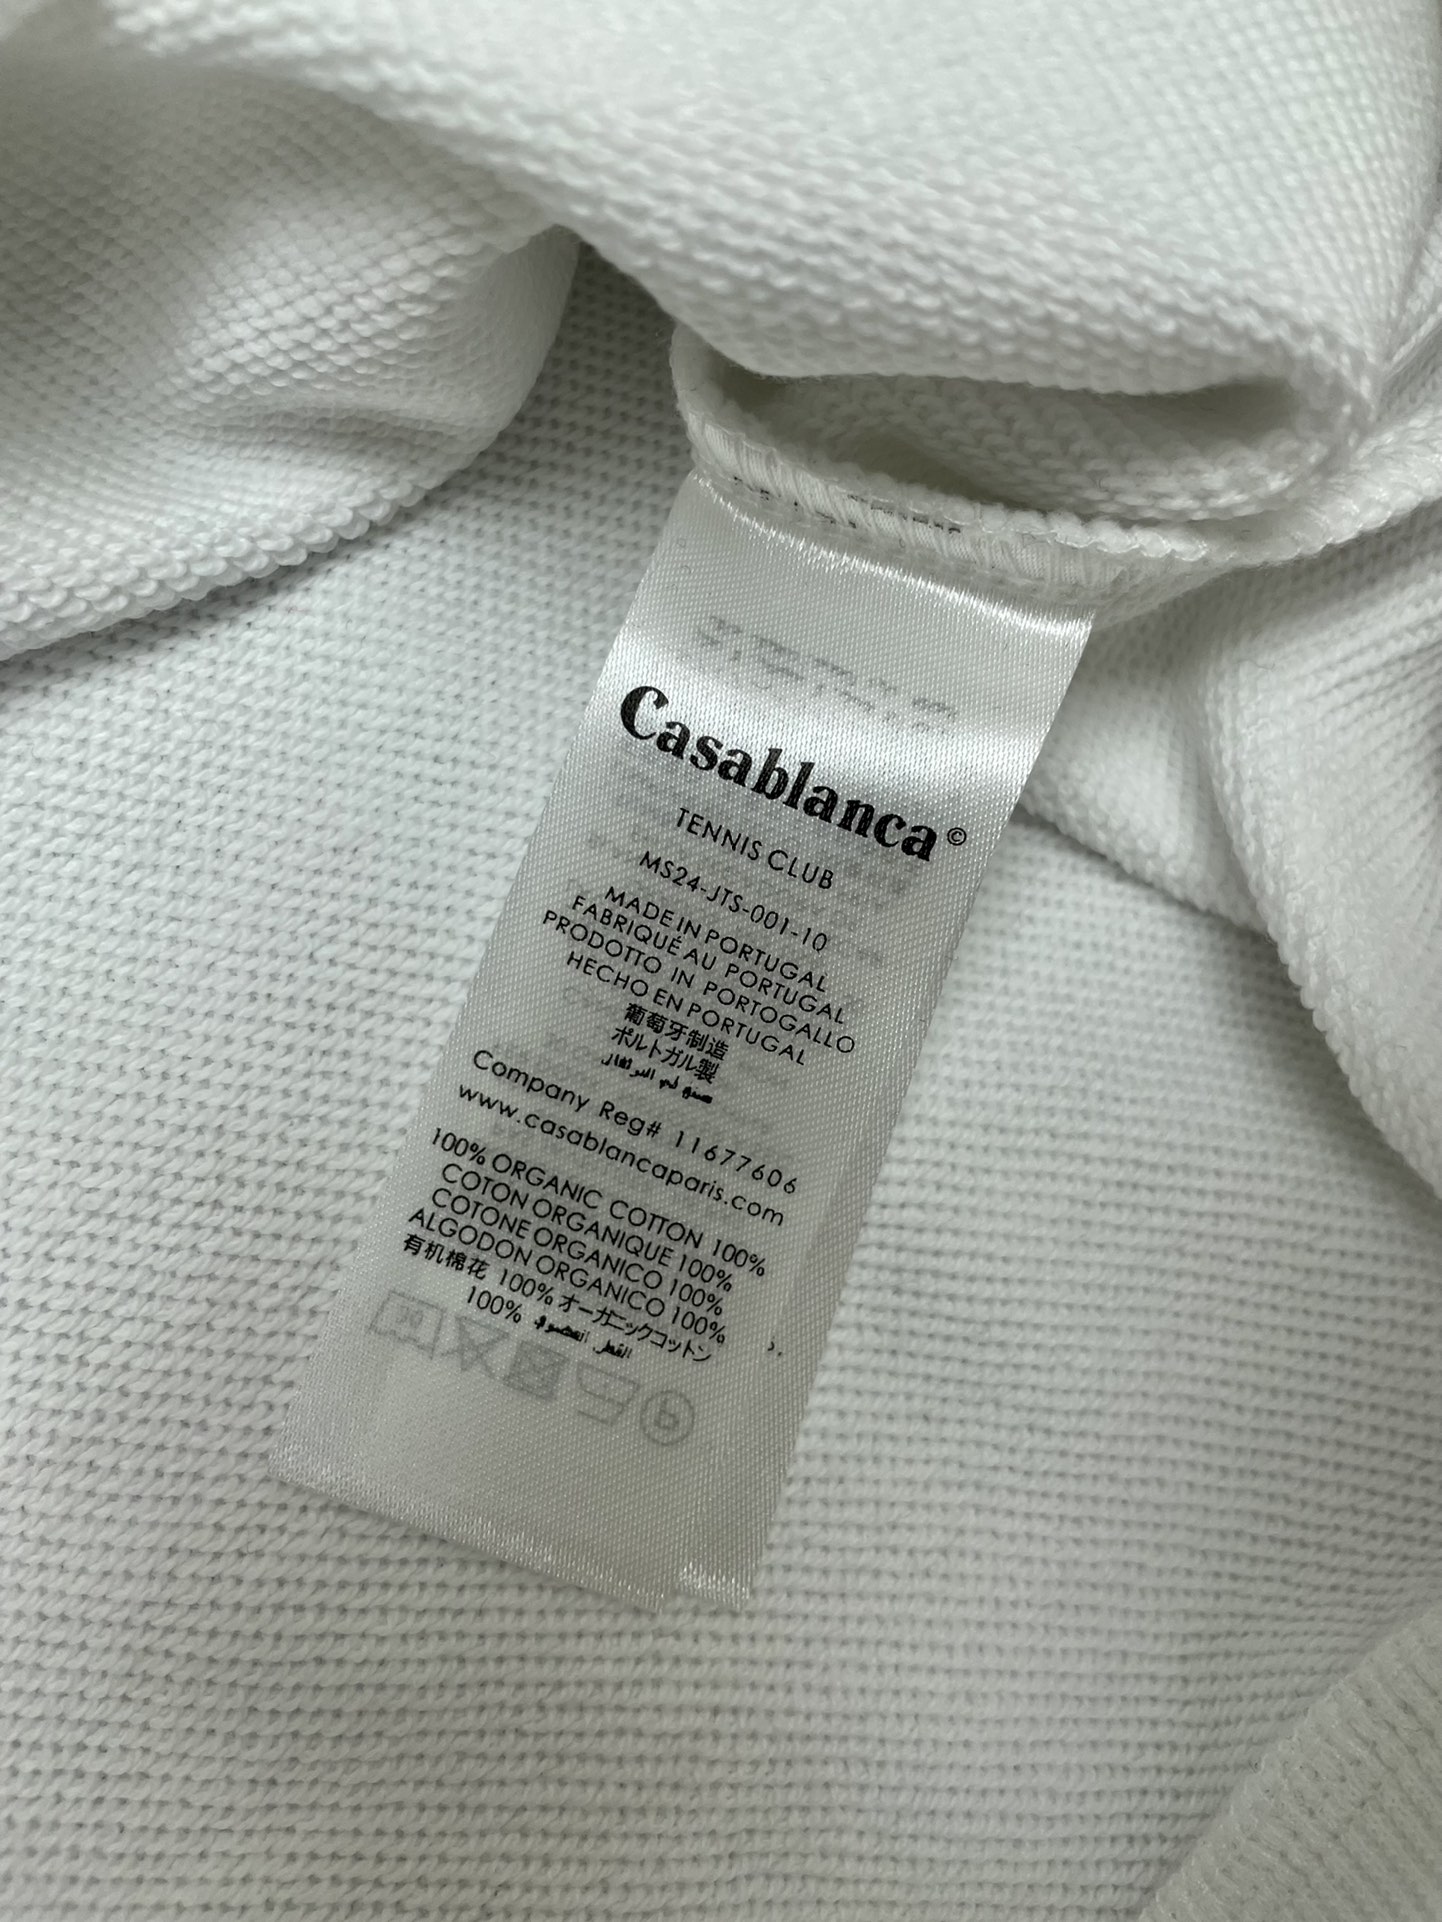 Casablanca©
TENNIS CLUB
MS24-JTS-001-10
MADE IN PORTUGAL
FABRIQUÉ AU PORTUGAL
PRODOTTO IN PORTOGALLO
HECHO EN PORTUGAL
葡萄牙制造
ポルトガル製
Company Reg# 11677606
www.casablancaparis.com
100% ORGANIC COTTON 100%
COTON ORGANIQUE 100%
COTONE ORGANICO 100%
ALGODON ORGANICO 100%
有机棉花 100% オーガニックコットン
100% القطن العضوي